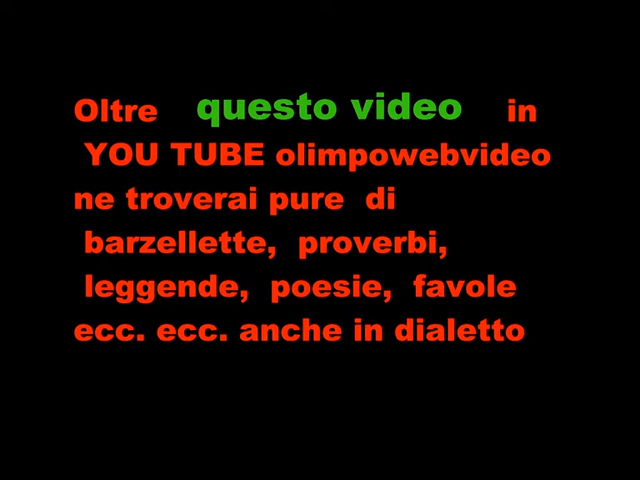 Oltre questo video in
YOU TUBE olimpowebvideo
ne troverai pure di
barzellette, proverbi,
leggende, poesie, favole
ecc. ecc. anche in dialetto